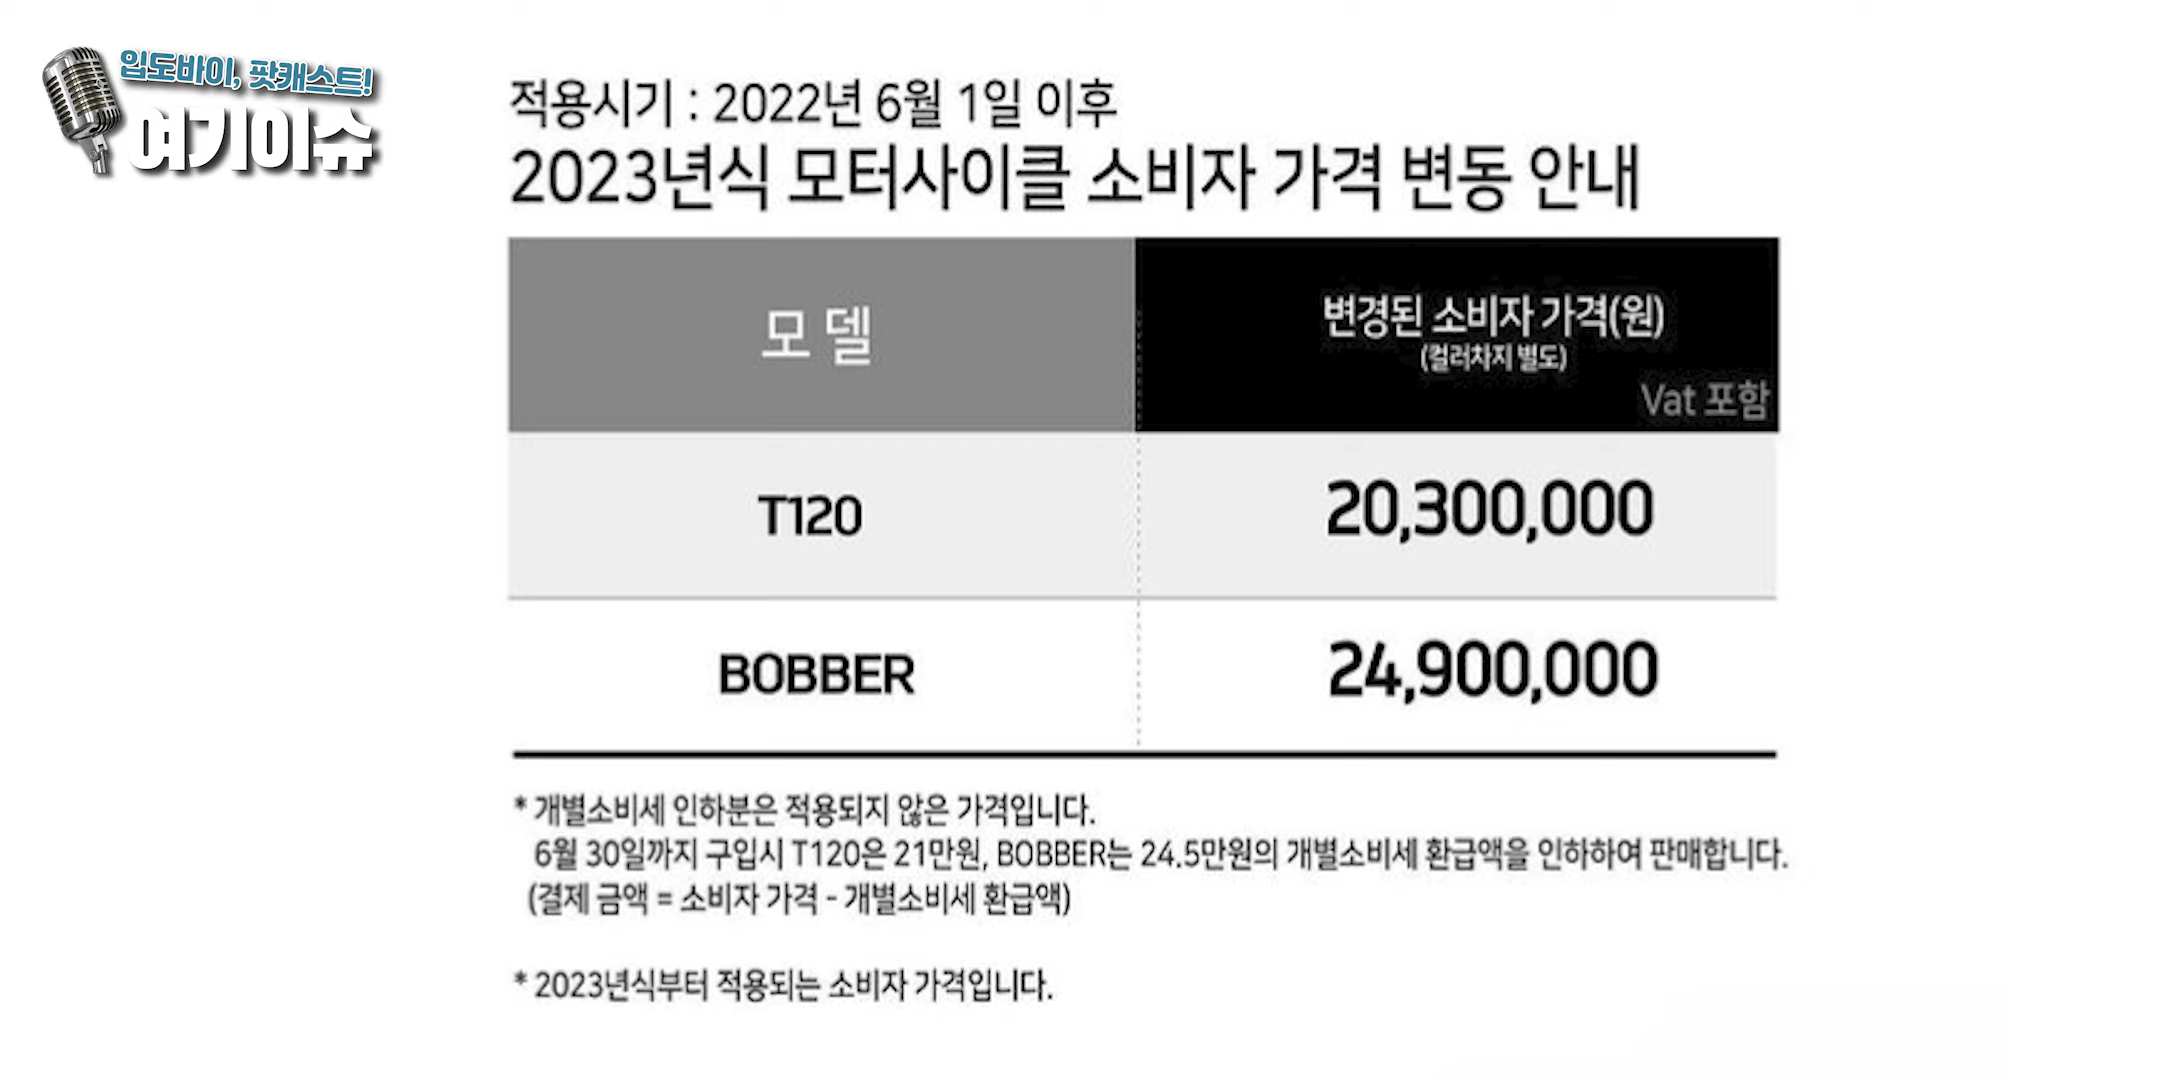 입도바이, 팟캐스트!
여기이슈
적용시기 : 2022년 6월 1일 이후
2023년식 모터사이클 소비자 가격 변동 안내
모 델
변경된 소비자 가격(원)
(컬러차지 별도)
Vat 포함
T120
20,300,000
BOBBER
24,900,000
* 개별소비세 인하분은 적용되지 않은 가격입니다.
6월 30일까지 구입시 T120은 21만원, BOBBER는 24.5만원의 개별소비세 환급액을 인하하여 판매합니다.
(결제 금액 = 소비자 가격 - 개별소비세 환급액)
* 2023년식부터 적용되는 소비자 가격입니다.